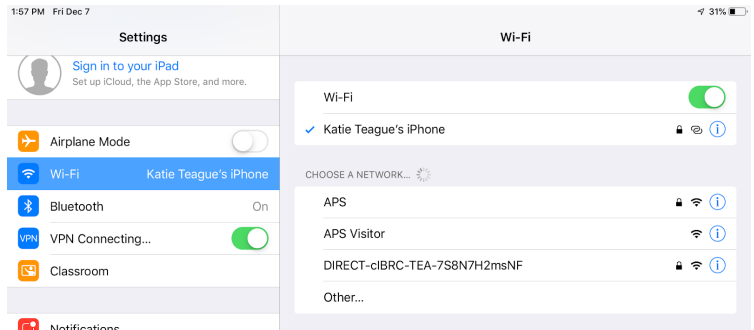 1:57 PM Fri Dec 7
31%
Settings
Sign in to your iPad
Set up iCloud, the App Store, and more.
Airplane Mode
Wi-Fi Katie Teague's iPhone
Bluetooth On
VPN VPN Connecting...
Classroom
Notifications
Wi-Fi
Wi-Fi
Katie Teague's iPhone
CHOOSE A NETWORK...
APS
APS Visitor
DIRECT-clBRC-TEA-7S8N7H2msNF
Other...